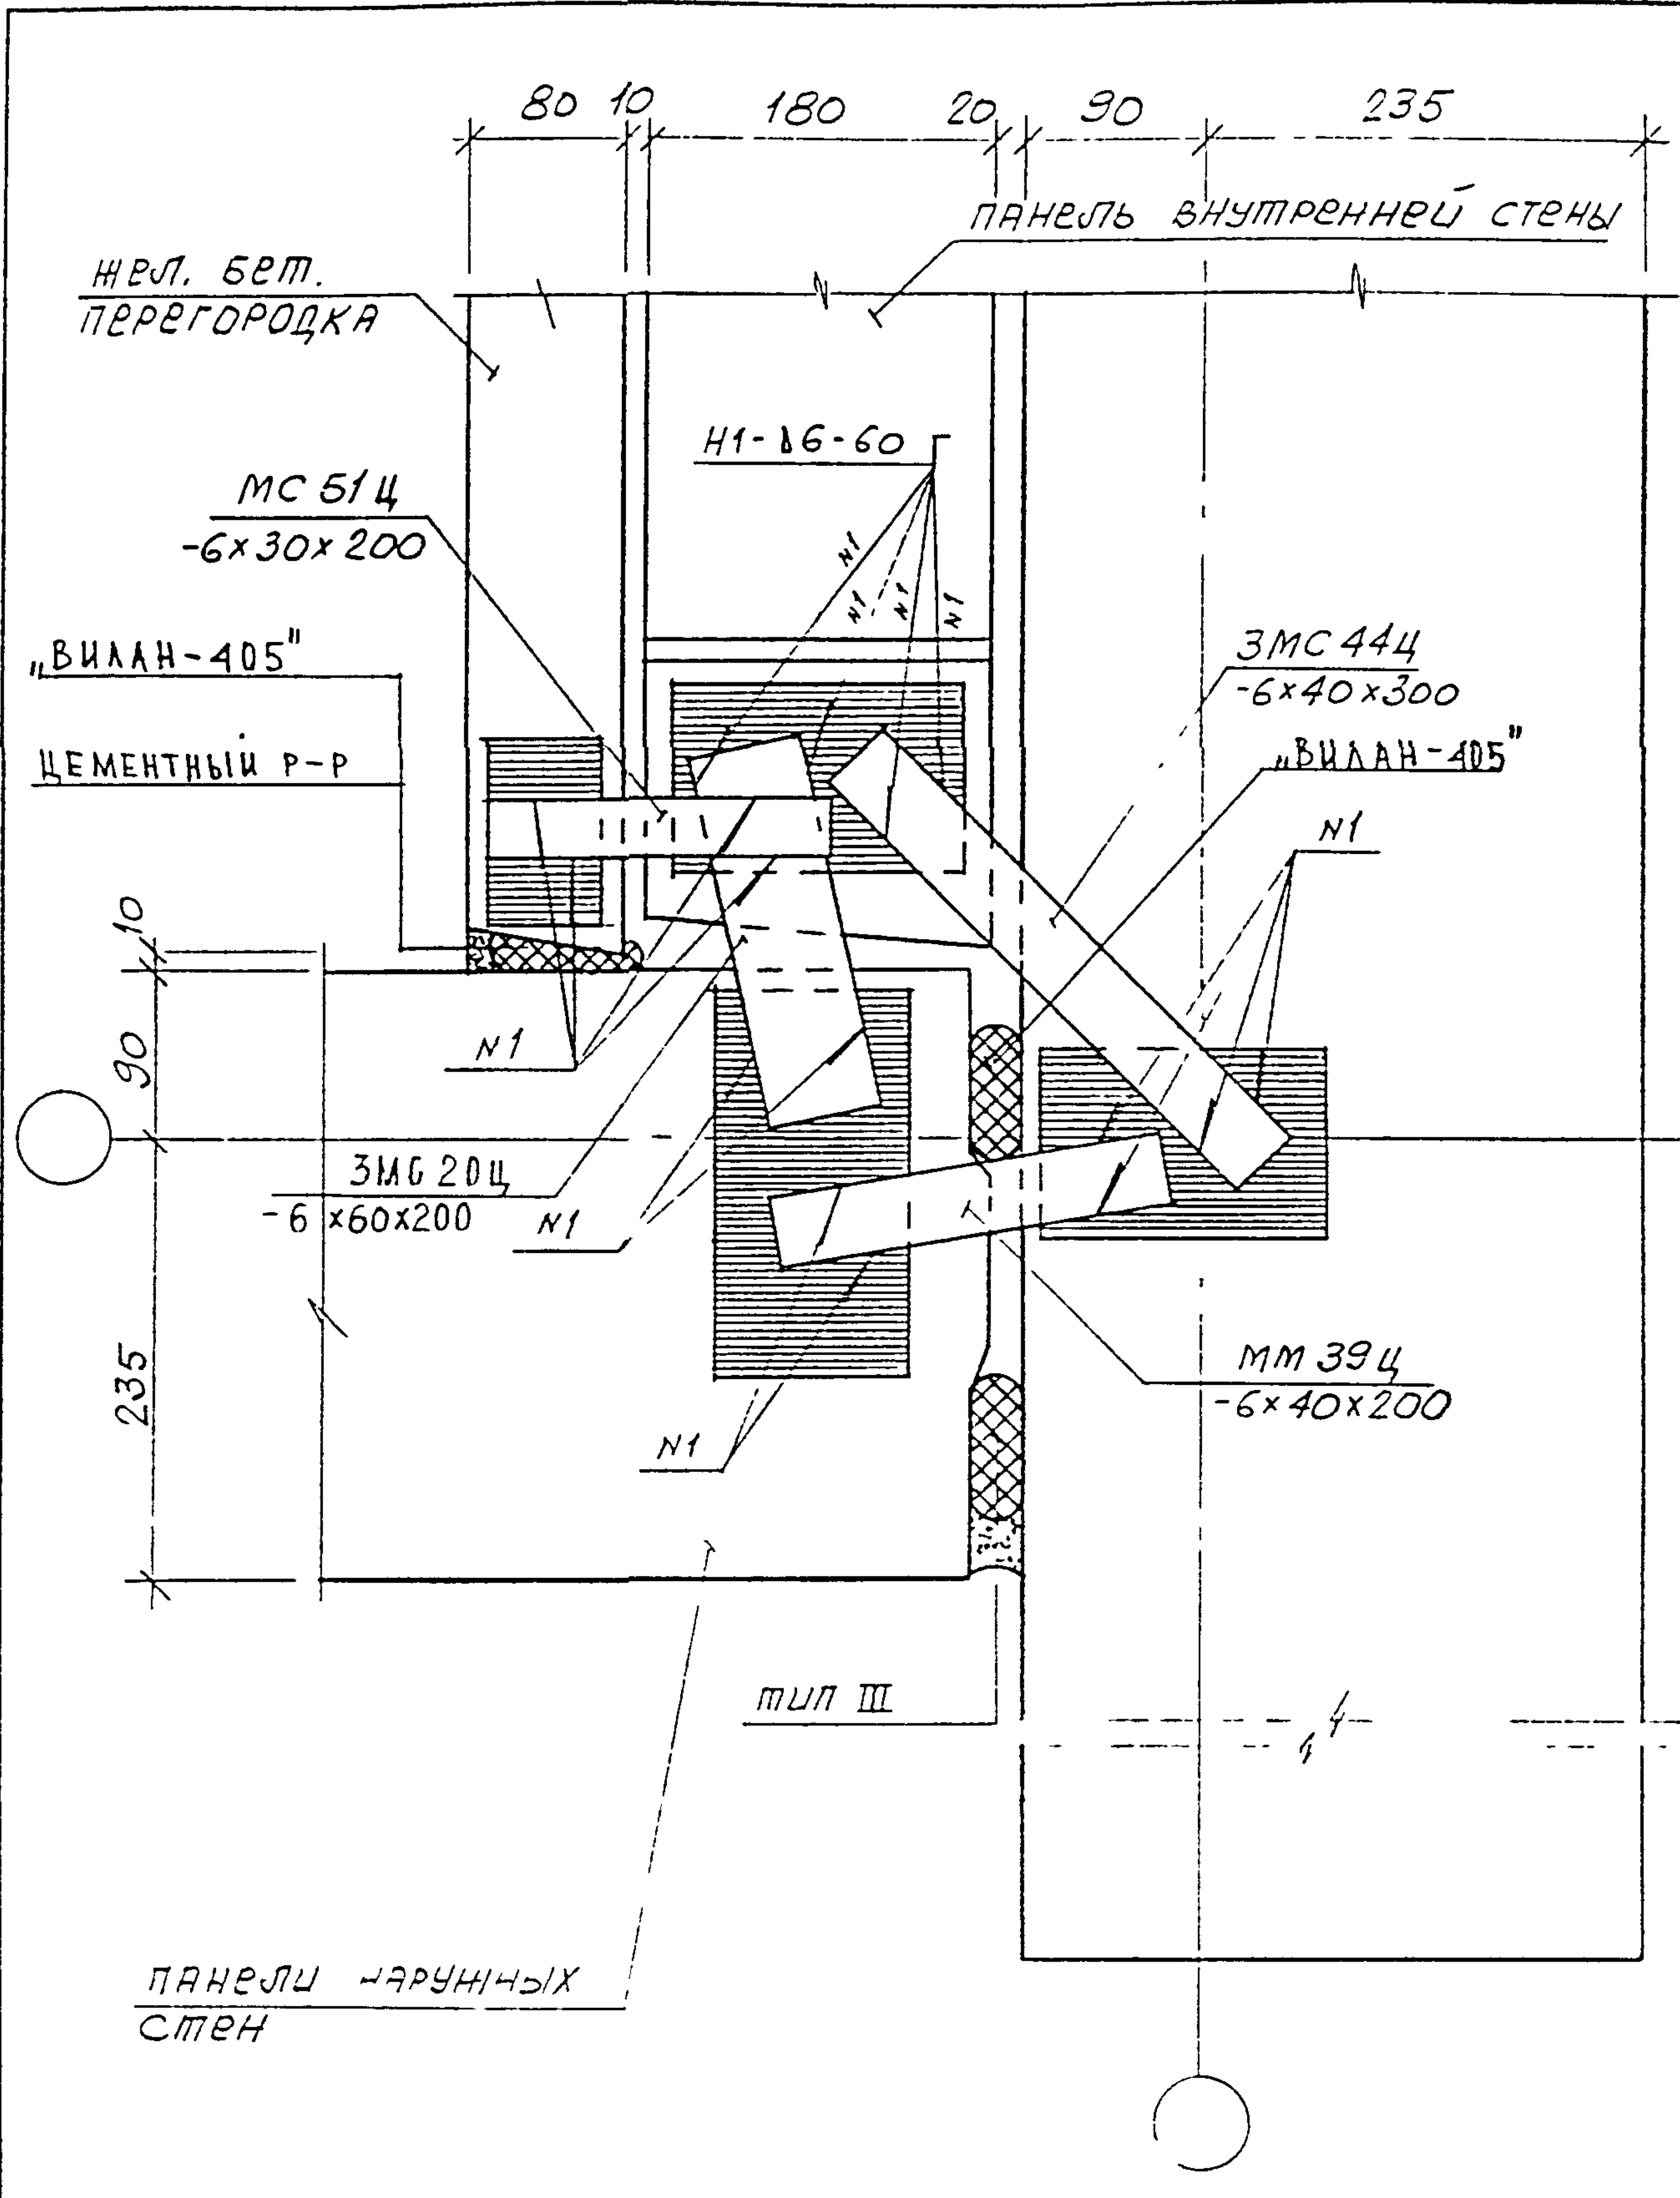 80 10 180 20 90 235
ПАНЕЛЬ ВНУТРЕННЕЙ СТЕНЫ
ЖЕЛ. БЕТ.
ПЕРЕГОРОДКА
Н1-Δ6-60
МС 51Ц
-6×30×200
N1
N1
N1
N1
„ВИЛАН-405"
3МС 44Ц
-6×40×300
„ВИЛАН-405"
ЦЕМЕНТНЫЙ Р-Р
N1
10
90
235
N1
3МС 20Ц
-6×60×200
N1
ММ 39Ц
-6×40×200
N1
ТИП III
ПАНЕЛИ НАРУЖНЫХ
СТЕН